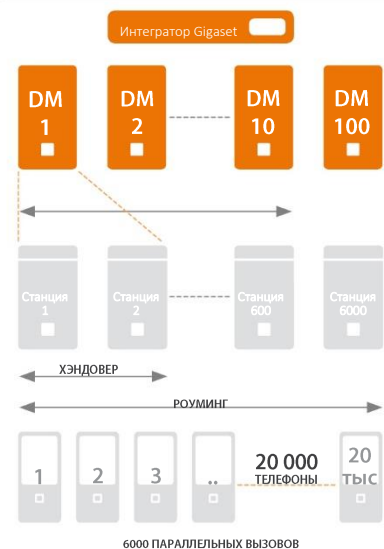 Интегратор Gigaset
DM 1
DM 2
DM 10
DM 100
Станция 1
Станция 2
Станция 600
Станция 6000
ХЭНДОВЕР
РОУМИНГ
1
2
3
..
20 000
ТЕЛЕФОНЫ
20 тыс
6000 ПАРАЛЛЕЛЬНЫХ ВЫЗОВОВ